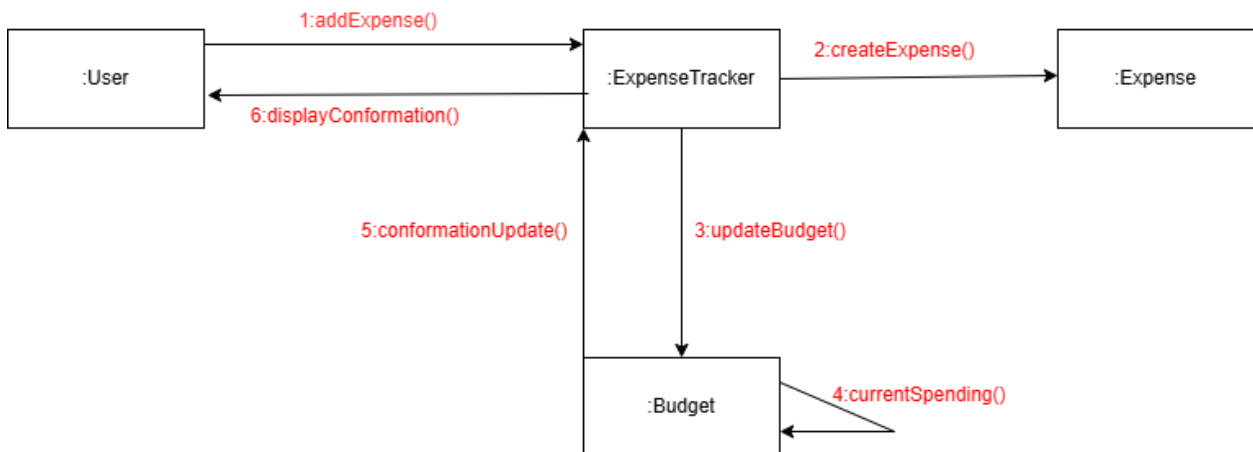 1:addExpense()
:User
:ExpenseTracker
2:createExpense()
:Expense
6:displayConformation()
5:conformationUpdate()
3:updateBudget()
:Budget
4:currentSpending()